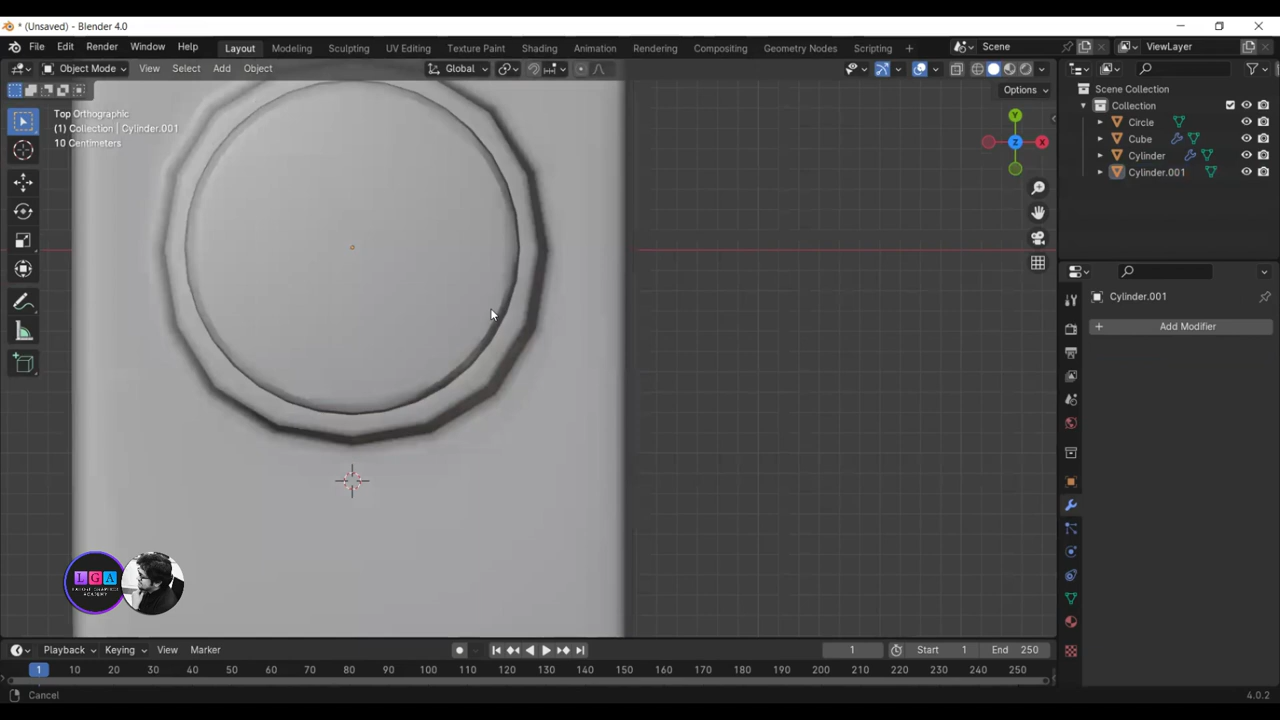 * (Unsaved) - Blender 4.0
File Edit Render Window Help
Layout Modeling Sculpting UV Editing Texture Paint Shading Animation Rendering Compositing Geometry Nodes Scripting +
Scene
ViewLayer
Object Mode View Select Add Object
Global
Options
Top Orthographic
(1) Collection | Cylinder.001
10 Centimeters
Y
X
Z
Scene Collection
Collection
Circle
Cube
Cylinder
Cylinder.001
Cylinder.001
+ Add Modifier
LGA
Playback Keying View Marker
1
Start 1
End 250
1 10 20 30 40 50 60 70 80 90 100 110 120 130 140 150 160 170 180 190 200 210 220 230 240 250
Cancel
4.0.2